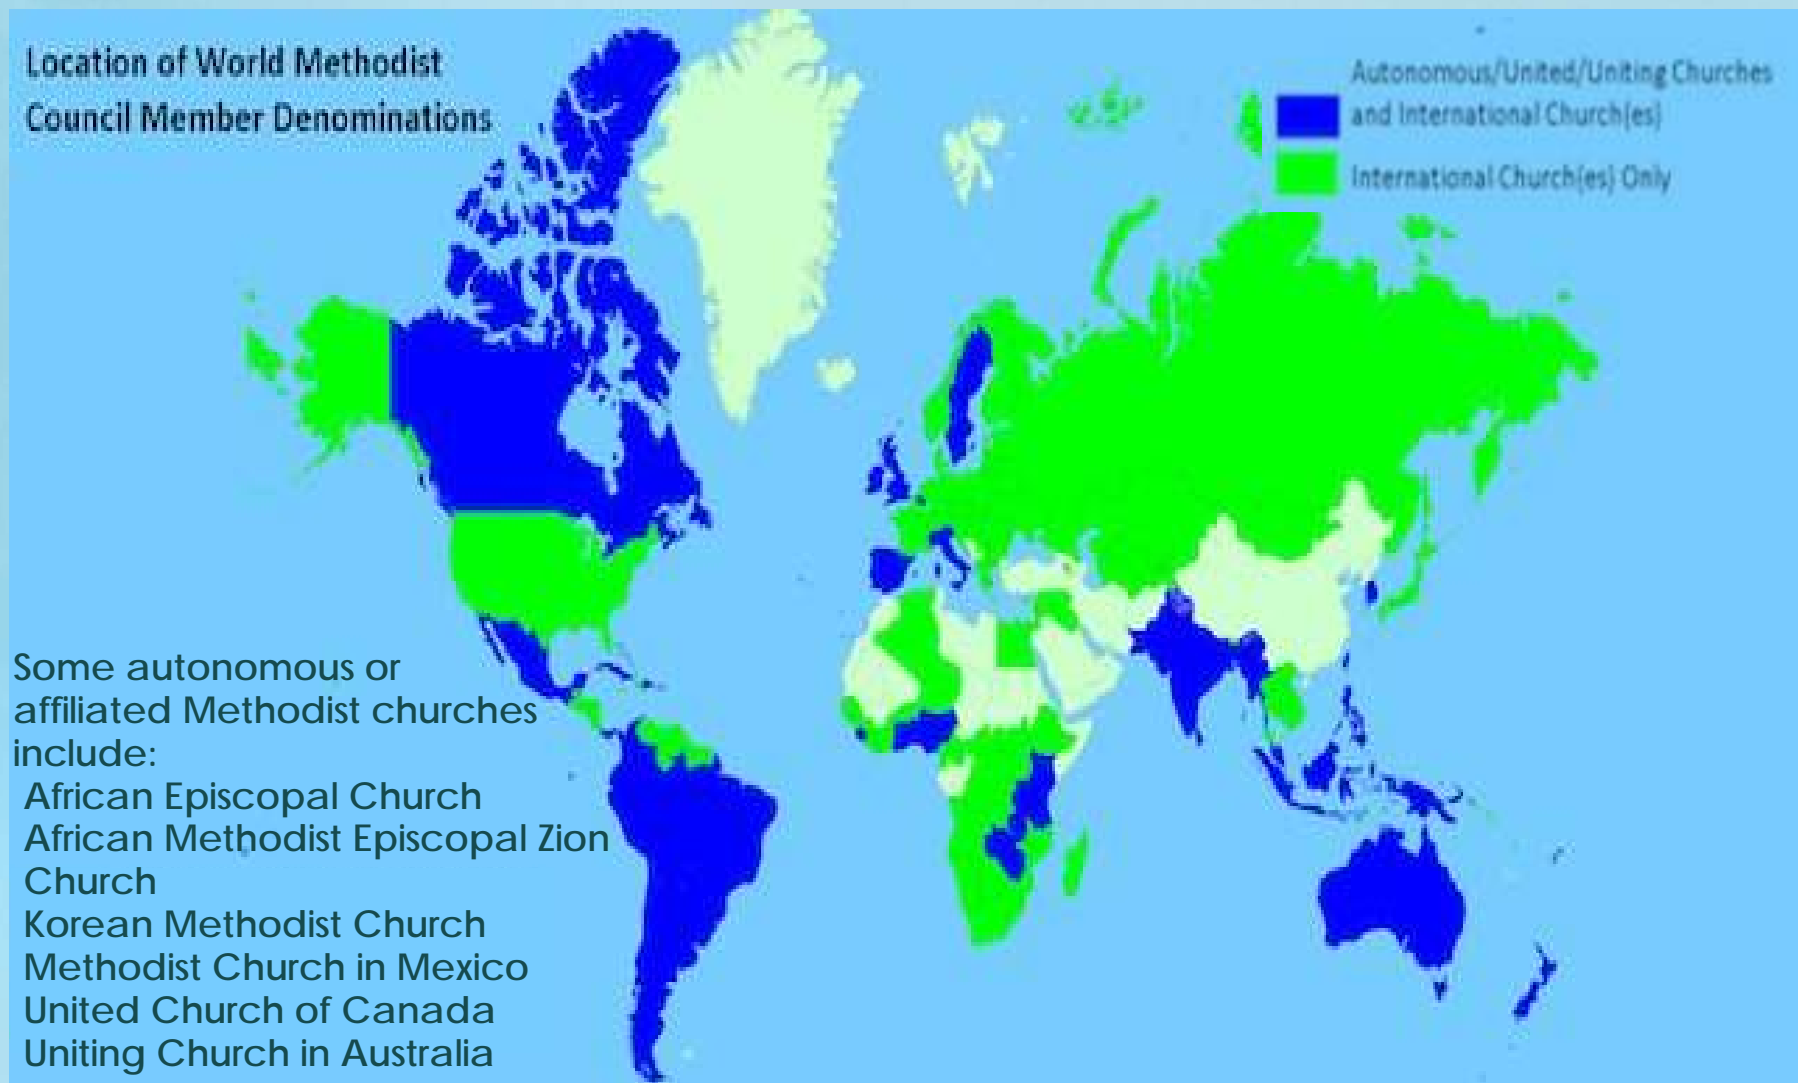 Location of World Methodist
Council Member Denominations
Autonomous/United/Uniting Churches
and International Church(es)
International Church(es) Only
Some autonomous or
affiliated Methodist churches
include:
African Episcopal Church
African Methodist Episcopal Zion
Church
Korean Methodist Church
Methodist Church in Mexico
United Church of Canada
Uniting Church in Australia